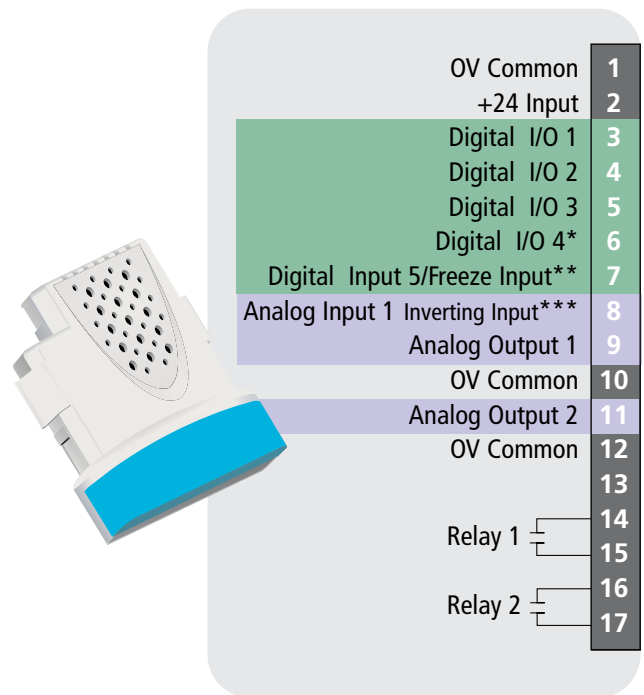 OV Common 1
+24 Input 2
Digital I/O 1 3
Digital I/O 2 4
Digital I/O 3 5
Digital I/O 4* 6
Digital Input 5/Freeze Input** 7
Analog Input 1 Inverting Input*** 8
Analog Output 1 9
OV Common 10
Analog Output 2 11
OV Common 12
13
14
Relay 1
15
16
Relay 2
17